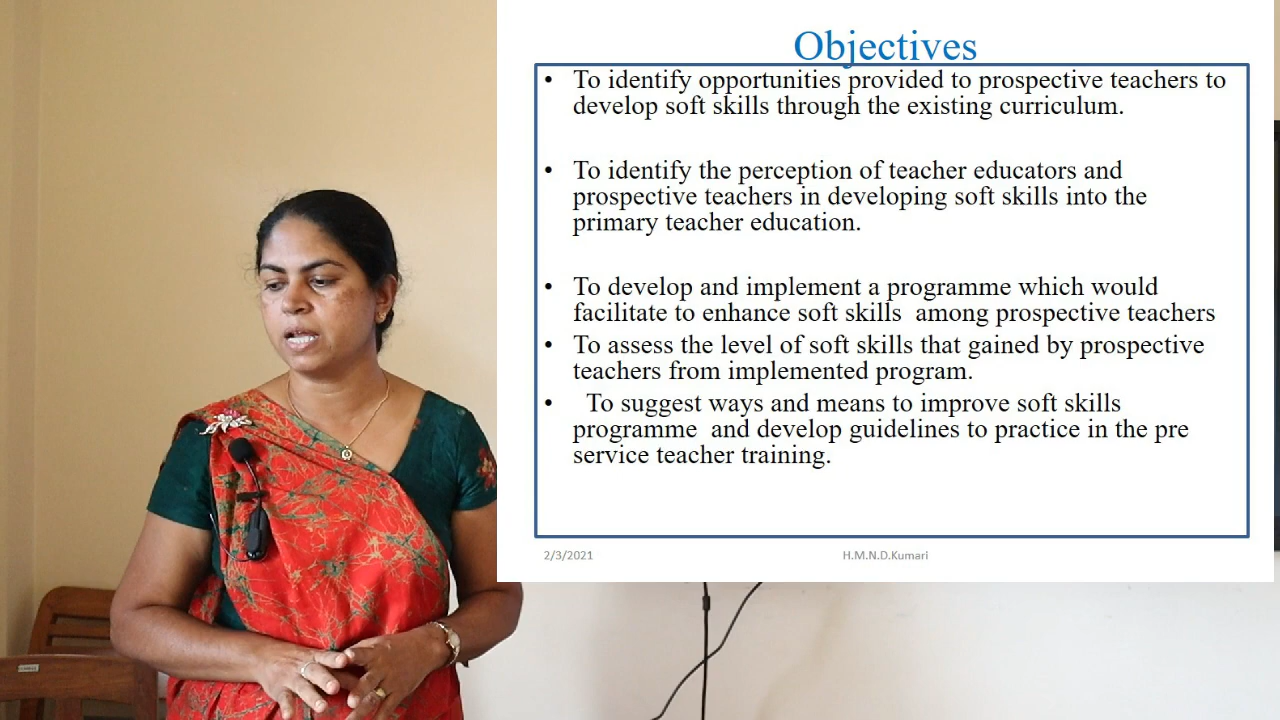 Objectives
• To identify opportunities provided to prospective teachers to
develop soft skills through the existing curriculum.
• To identify the perception of teacher educators and
prospective teachers in developing soft skills into the
primary teacher education.
• To develop and implement a programme which would
facilitate to enhance soft skills  among prospective teachers
• To assess the level of soft skills that gained by prospective
teachers from implemented program.
•   To suggest ways and means to improve soft skills
programme  and develop guidelines to practice in the pre
service teacher training.
2/3/2021 H.M.N.D.Kumari